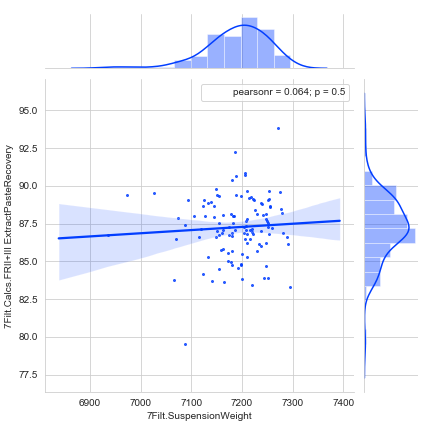 pearsonr = 0.064; p = 0.5
95.0
92.5
90.0
87.5
85.0
82.5
80.0
77.5
7Filt.Calcs.FRII+III ExtractPasteRecovery
6900 7000 7100 7200 7300 7400
7Filt.SuspensionWeight